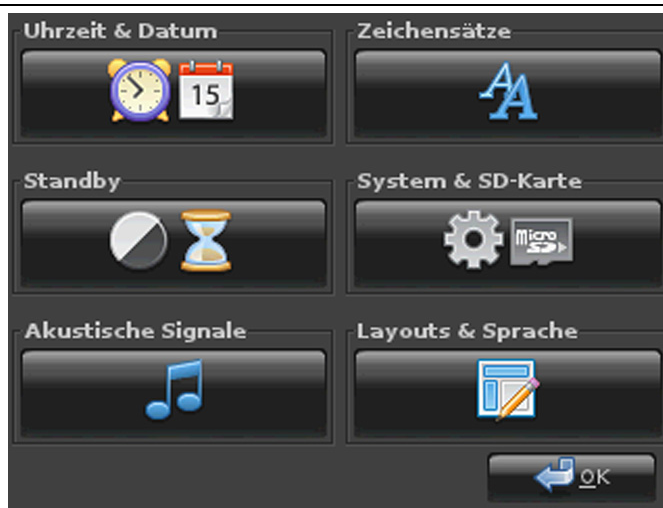 Uhrzeit & Datum
Zeichensätze
15
Standby
System & SD-Karte
Micro
SD
Akustische Signale
Layouts & Sprache
OK